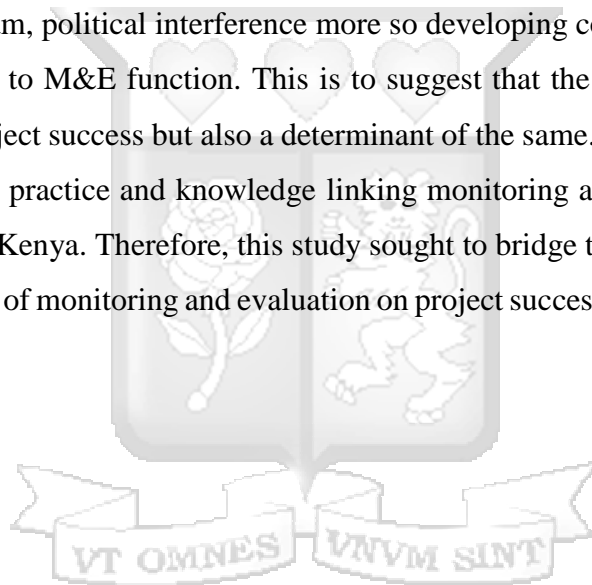 am, political interference more so developing co
to M&E function. This is to suggest that the
ject success but also a determinant of the same.
practice and knowledge linking monitoring a
Kenya. Therefore, this study sought to bridge t
of monitoring and evaluation on project succes
VT OMNES VNVM SINT